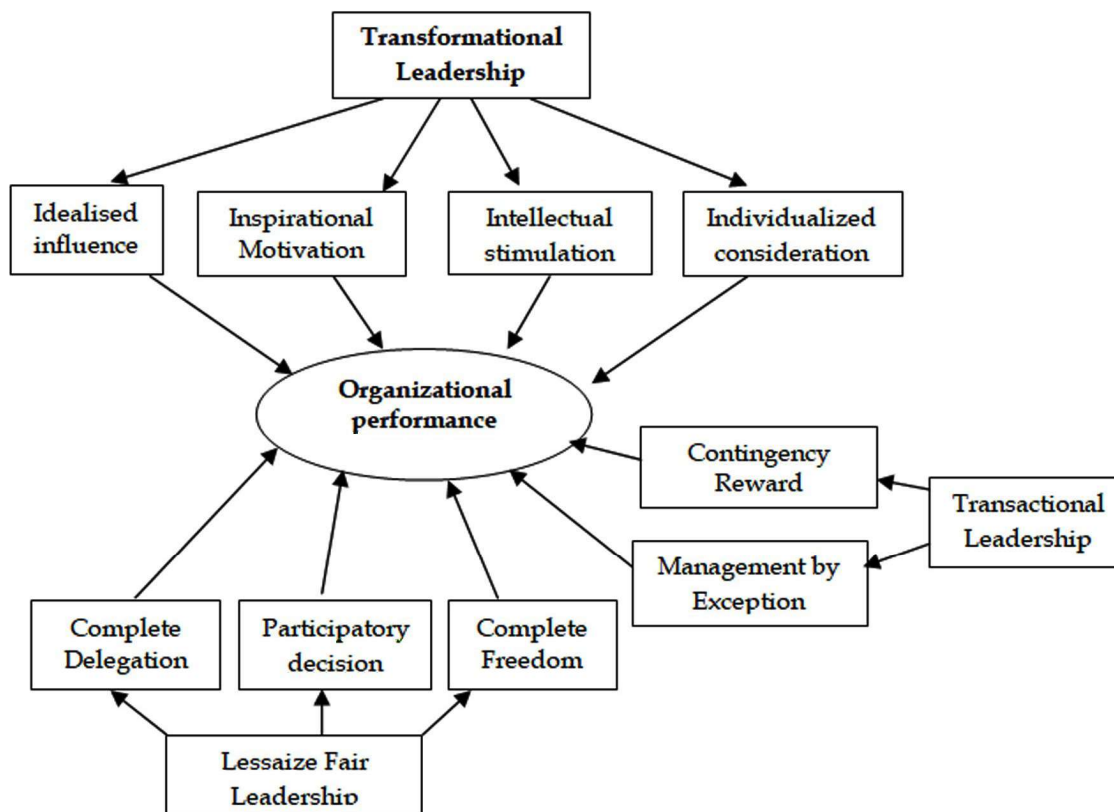 Transformational
Leadership
Idealised
influence
Inspirational
Motivation
Intellectual
stimulation
Individualized
consideration
Organizational
performance
Contingency
Reward
Transactional
Leadership
Management by
Exception
Complete
Delegation
Participatory
decision
Complete
Freedom
Lessaize Fair
Leadership